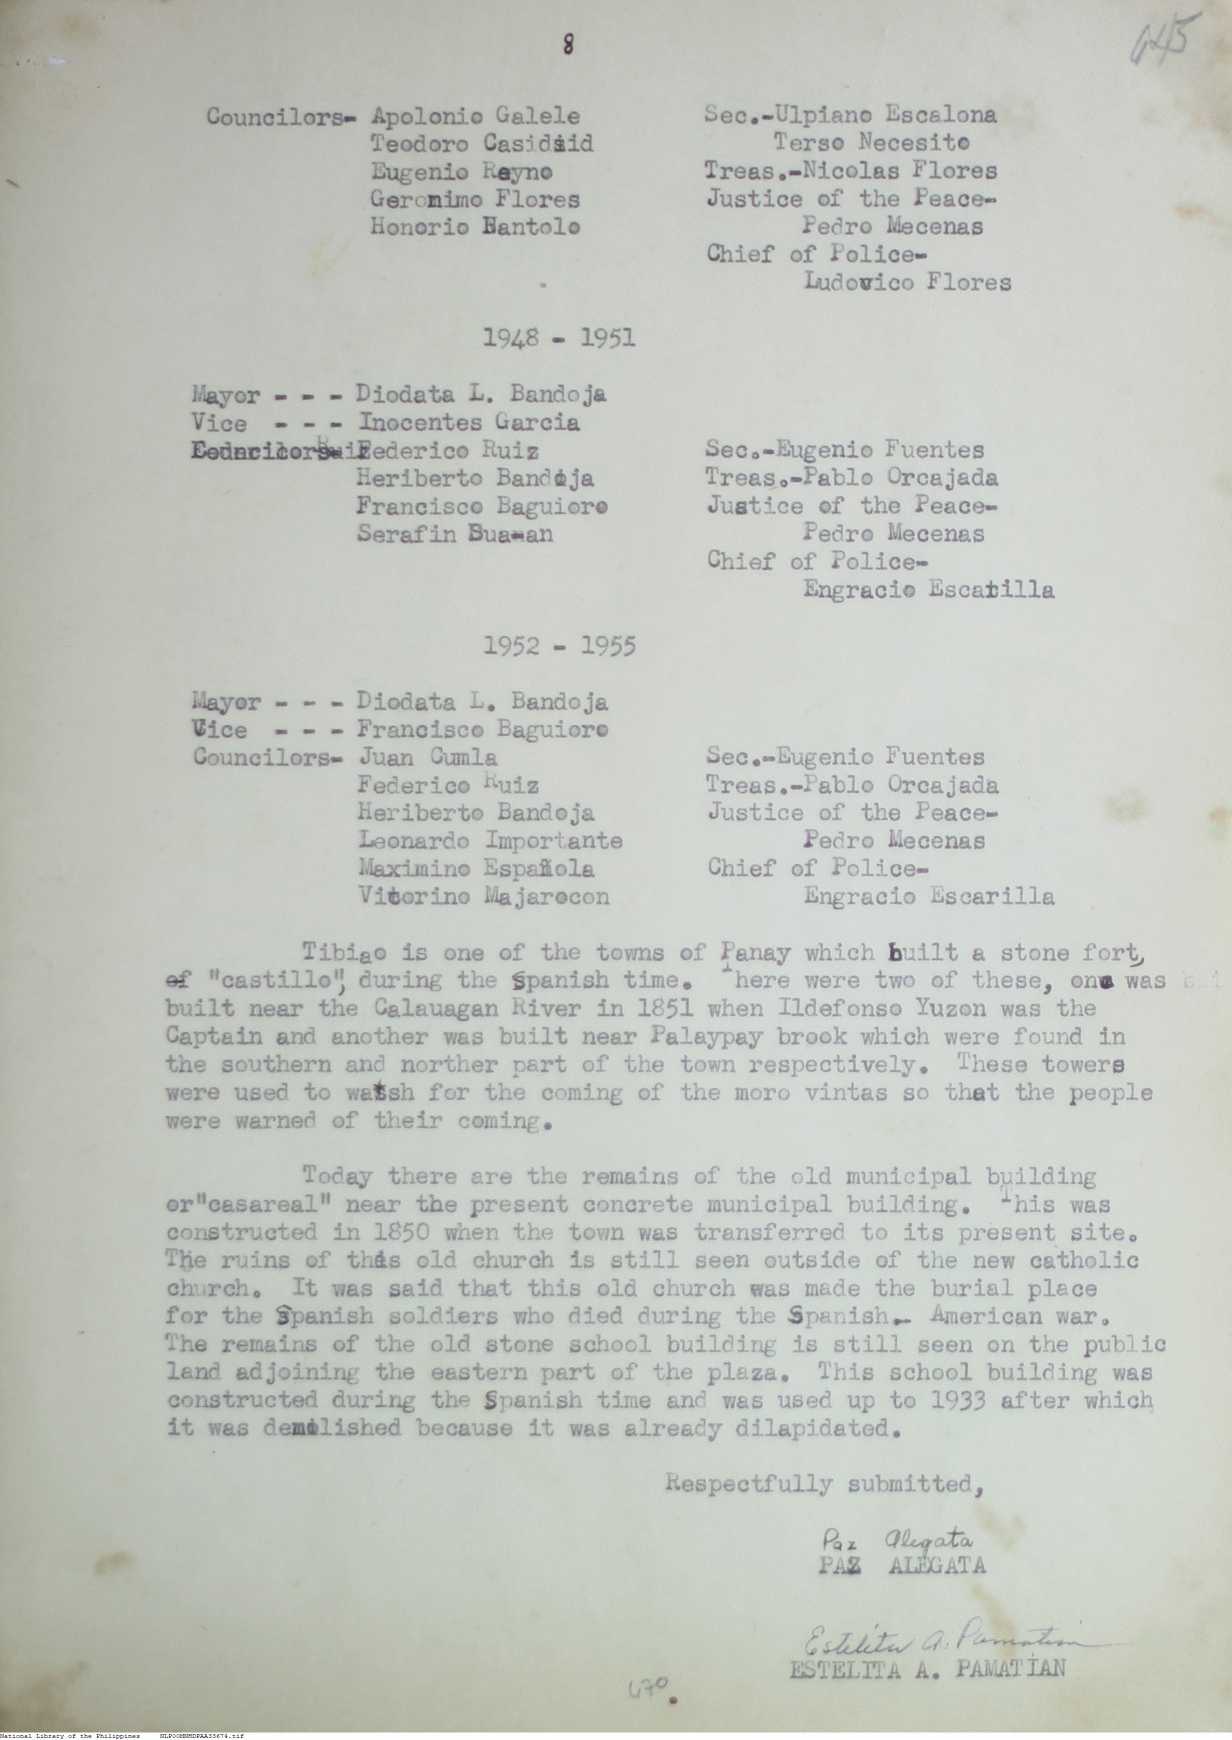 8
645
Councilors- Apolonio Galele Sec.-Ulpiano Escalona
Teodoro Casidsid Terso Necesito
Eugenio Reyno Treas.-Nicolas Flores
Geronimo Flores Justice of the Peace-
Honorio Bantolo Pedro Mecenas
Chief of Police-
Ludovico Flores
1948 - 1951
Mayor - - - Diodata L. Bandoja
Vice - - - Inocentes Garcia
Councilors- Federico Ruiz Sec.-Eugenio Fuentes
Heriberto Bandoja Treas.-Pablo Orcajada
Francisco Baguioro Justice of the Peace-
Serafin Pedro Mecenas
Chief of Police-
Engracio Escarilla
1952 - 1955
Mayor - - - Diodata L. Bandoja
Vice - - - Francisco Baguioro
Councilors- Juan Cumla Sec.-Eugenio Fuentes
Federico Ruiz Treas.-Pablo Orcajada
Heriberto Bandoja Justice of the Peace-
Leonardo Importante Pedro Mecenas
Maximino Española Chief of Police-
Vitorino Majarocon Engracio Escarilla
Tibiao is one of the towns of Panay which built a stone fort,
of "castillo", during the Spanish time. There were two of these, one was
built near the Calauagan River in 1851 when Ildefonso Yuzon was the
Captain and another was built near Palaypay brook which were found in
the southern and norther part of the town respectively. These towers
were used to watsh for the coming of the moro vintas so that the people
were warned of their coming.
Today there are the remains of the old municipal building
or"casareal" near the present concrete municipal building. This was
constructed in 1850 when the town was transferred to its present site.
The ruins of this old church is still seen outside of the new catholic
church. It was said that this old church was made the burial place
for the Spanish soldiers who died during the Spanish- American war.
The remains of the old stone school building is still seen on the public
land adjoining the eastern part of the plaza. This school building was
constructed during the Spanish time and was used up to 1933 after which
it was demolished because it was already dilapidated.
Respectfully submitted,
Paz Alegata
PAZ ALEGATA
Estelita A. Pamatian
ESTELITA A. PAMATIAN
670.
National Library of the Philippines NLPOOMNMDPAA33674.tif